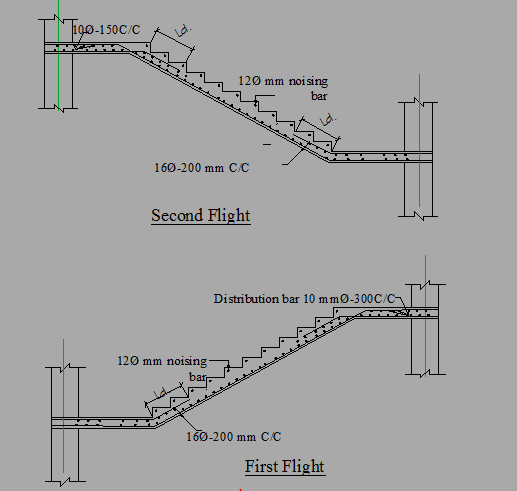 10Ø-150C/C
Ld.
12Ø mm noising
bar
Ld.
16Ø-200 mm C/C
Second Flight
Distribution bar 10 mmØ-300C/C
12Ø mm noising
bar
Ld.
16Ø-200 mm C/C
First Flight